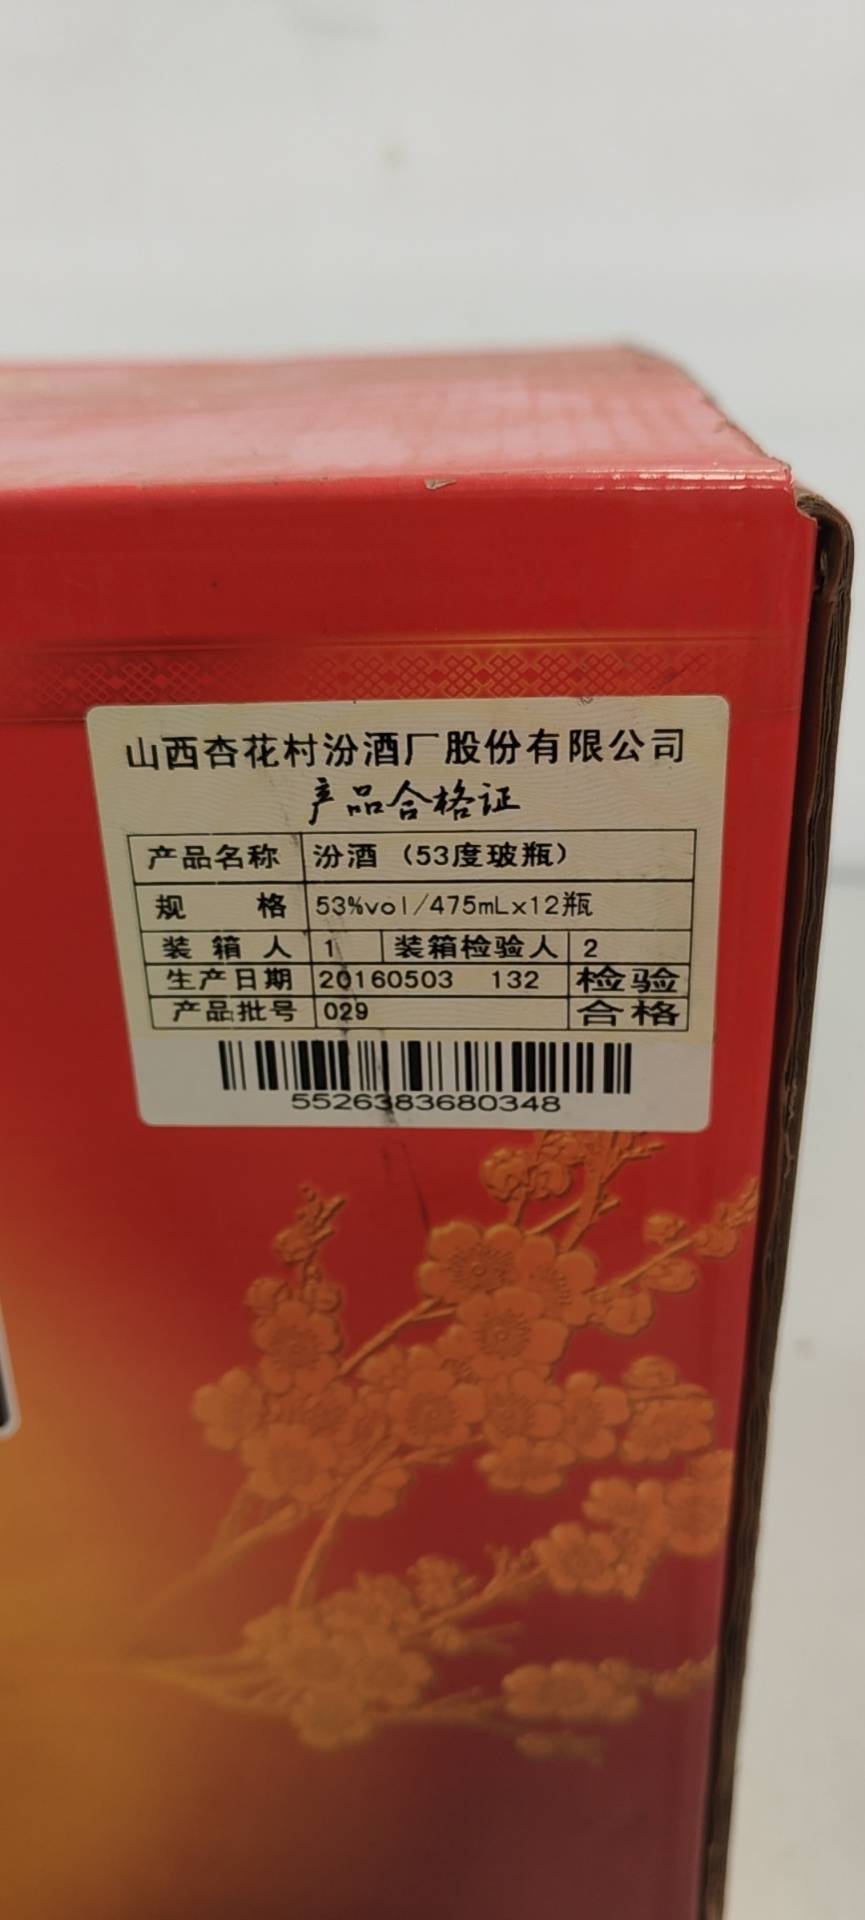 山西杏花村汾酒厂股份有限公司
产品合格证
产品名称 汾酒（53度玻瓶）
规 格 53%vol/475mLx12瓶
装 箱 人 1 装箱检验人 2
生产日期 20160503 132 检验
产品批号 029 合格
5526383680348